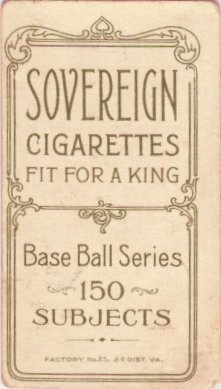 SOVEREIGN
CIGARETTES
FIT FOR A KING
Base Ball Series
150
SUBJECTS
FACTORY No. 25, 2d DIST. VA.